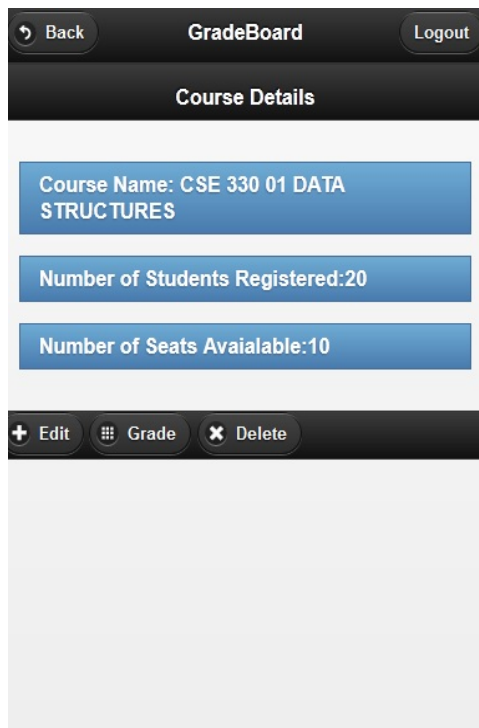 Back GradeBoard Logout
Course Details
Course Name: CSE 330 01 DATA
STRUCTURES
Number of Students Registered:20
Number of Seats Avaialable:10
Edit Grade Delete